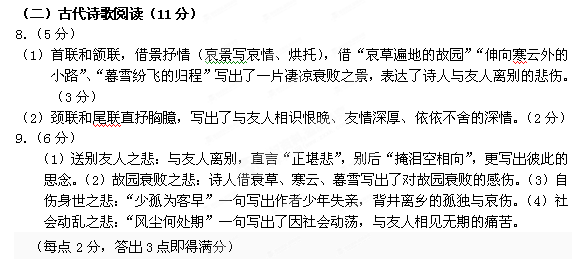 (二)古代诗歌阅读(11分)
8.(5分)
(1)首联和颔联,借景抒情(哀景写哀情、烘托),借“哀草遍地的故园”“伸向寒云外的
小路”、“暮雪纷飞的归程”写出了一片凄凉衰败之景,表达了诗人与友人离别的悲伤。
(3分)
(2)颈联和尾联直抒胸臆,写出了与友人相识恨晚、友情深厚、依依不舍的深情。(2分)
9.(6分)
(1)送别友人之悲:与友人离别,直言“正堪悲”,别后“掩泪空相向”,更写出彼此的
思念。(2)故园衰败之悲:诗人借衰草、寒云、暮雪写出了对故园衰败的感伤。(3)自
伤身世之悲:“少孤为客早”一句写出作者少年失亲,背井离乡的孤独与哀伤。(4)社
会动乱之悲:“风尘何处期”一句写出了因社会动荡,与友人相见无期的痛苦。
(每点2分,答出3点即得满分)